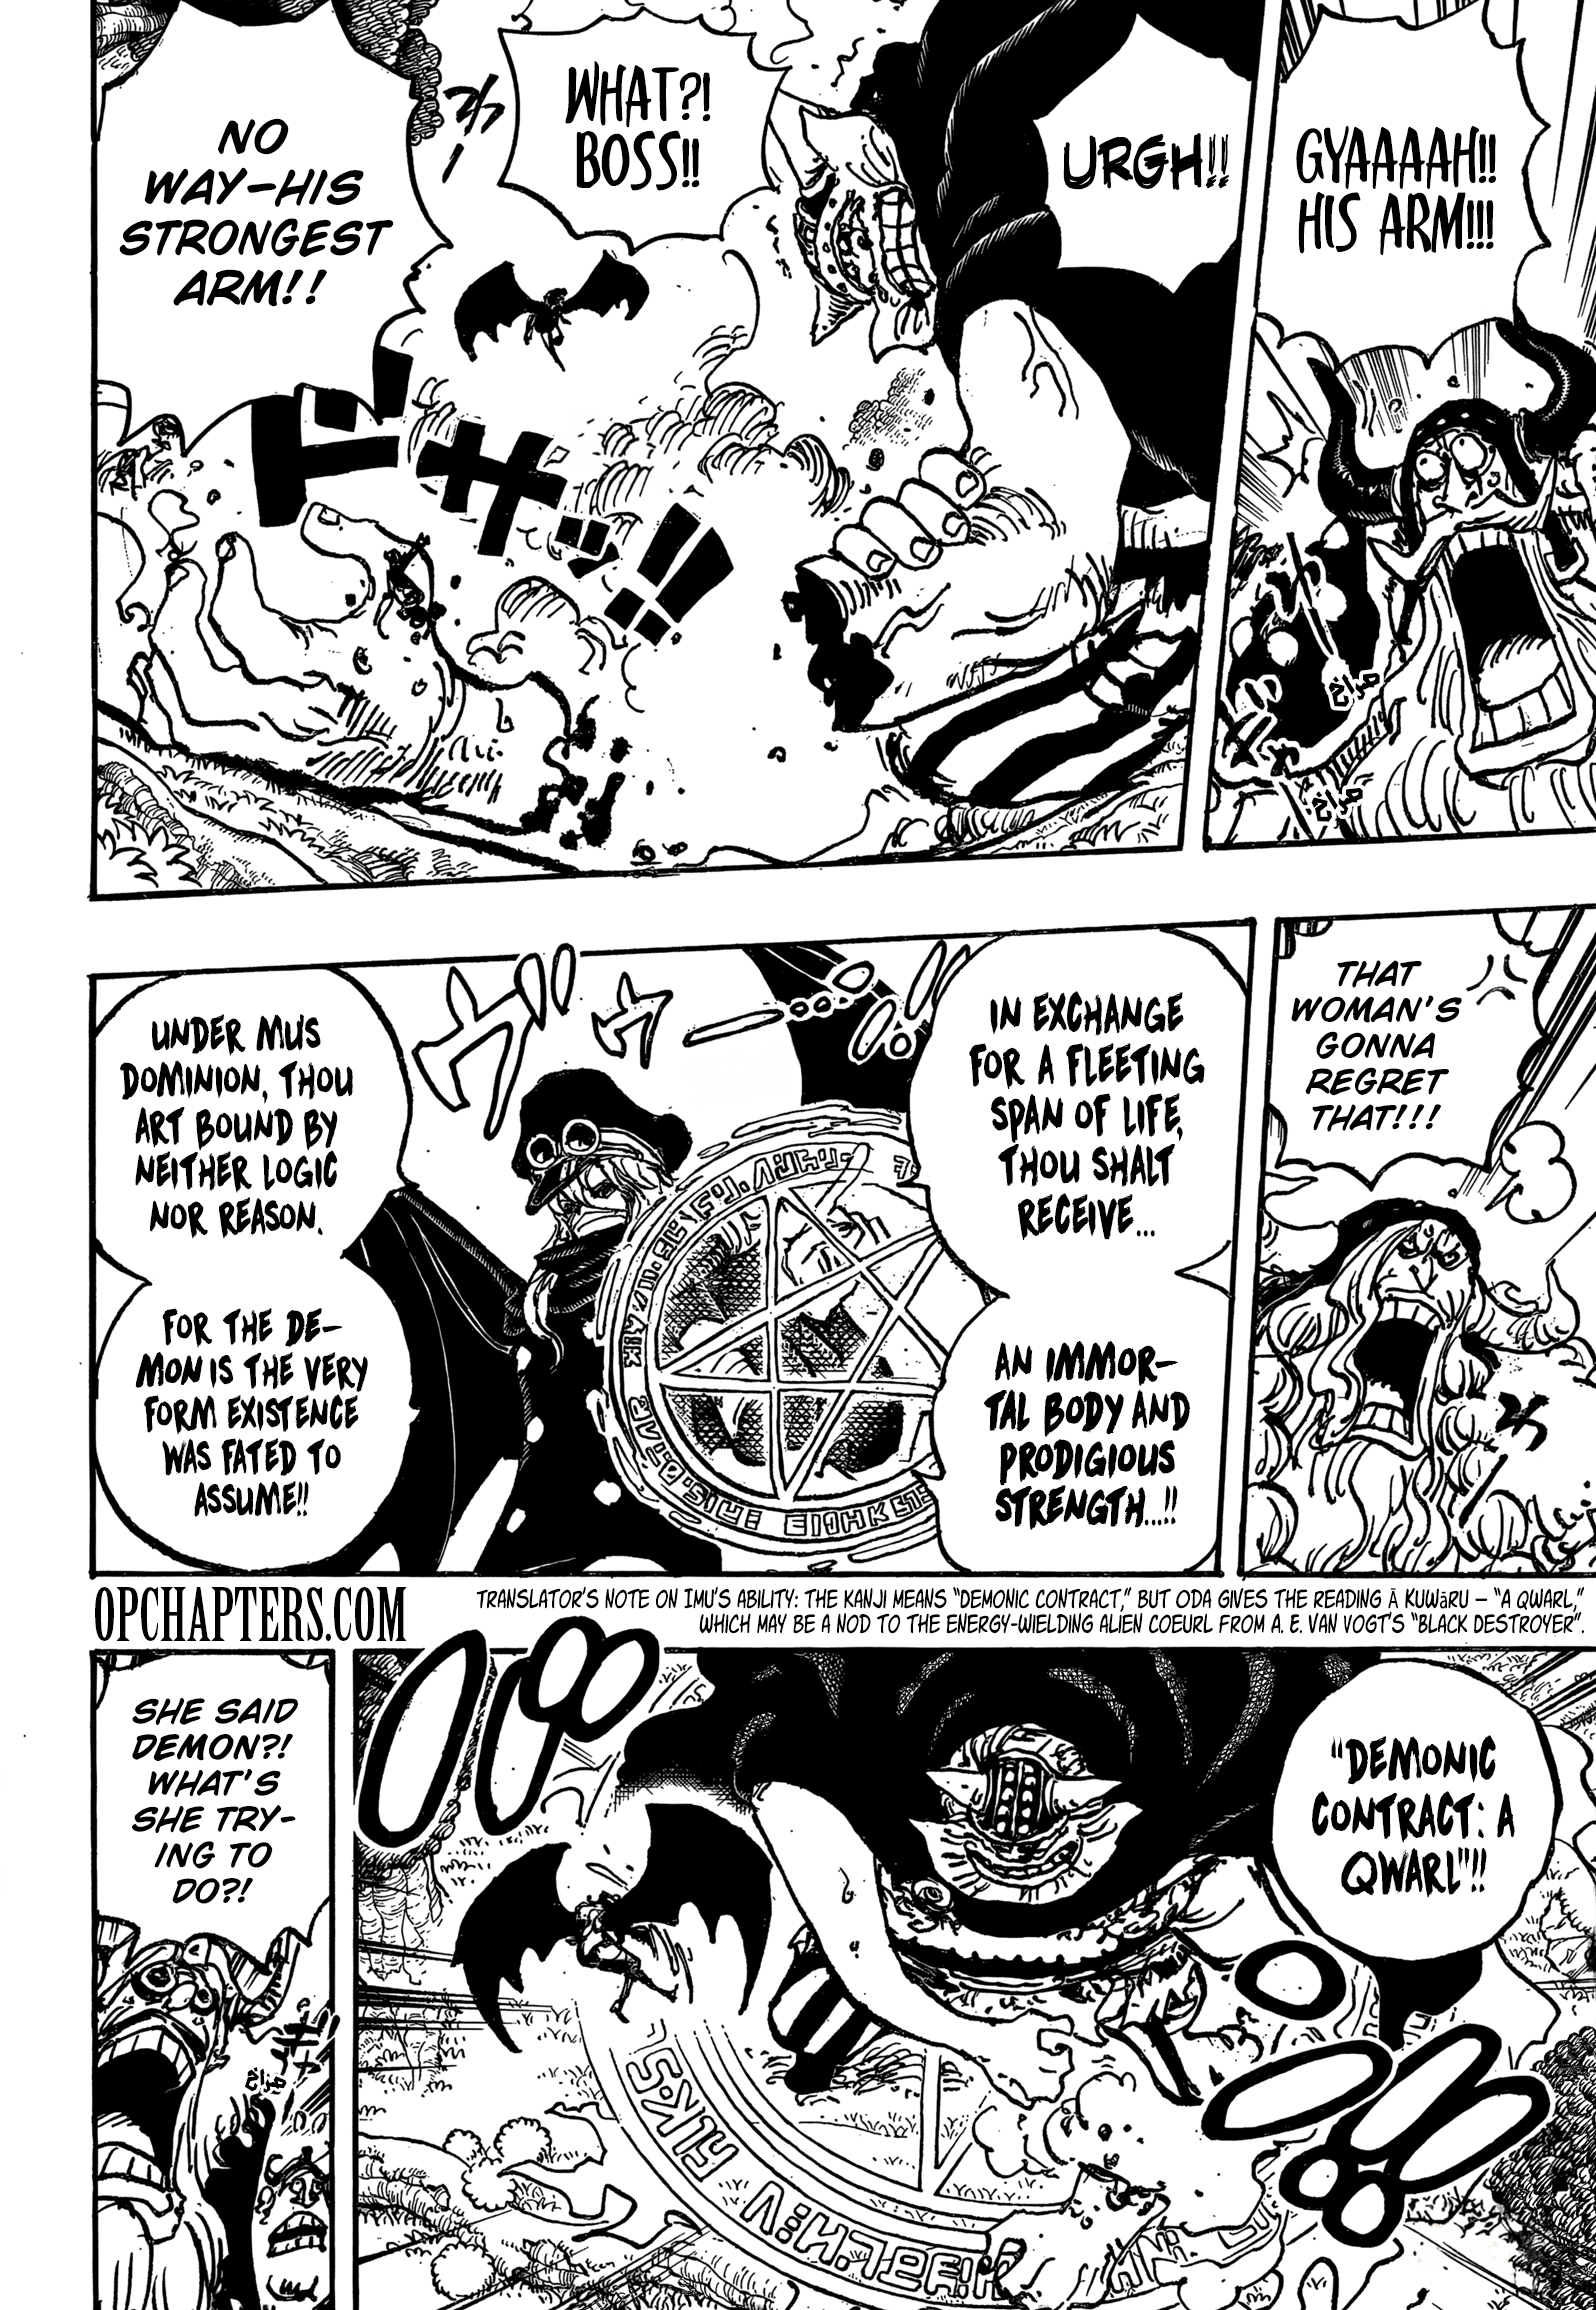 GYAAAAH!!
HIS ARM!!!
URGH!!
WHAT?!
BOSS!!
NO
WAY–HIS
STRONGEST
ARM!!
ドサッ!!
THAT
WOMAN'S
GONNA
REGRET
THAT!!!
IN EXCHANGE
FOR A FLEETING
SPAN OF LIFE,
THOU SHALT
RECEIVE...
AN IMMOR–
TAL BODY AND
PRODIGIOUS
STRENGTH...!!
ヴゥ
UNDER MU'S
DOMINION, THOU
ART BOUND BY
NEITHER LOGIC
NOR REASON.
FOR THE DE–
MON IS THE VERY
FORM EXISTENCE
WAS FATED TO
ASSUME!!
OPCHAPTERS.COM
TRANSLATOR'S NOTE ON IMU'S ABILITY: THE KANJI MEANS “DEMONIC CONTRACT,” BUT ODA GIVES THE READING Ā KUWāRU – “A QWARL,”
WHICH MAY BE A NOD TO THE ENERGY-WIELDING ALIEN COEURL FROM A. E. VAN VOGT'S “BLACK DESTROYER”.
“DEMONIC
CONTRACT: A
QWARL”!!
SHE SAID
DEMON?!
WHAT'S
SHE TRY–
ING TO
DO?!